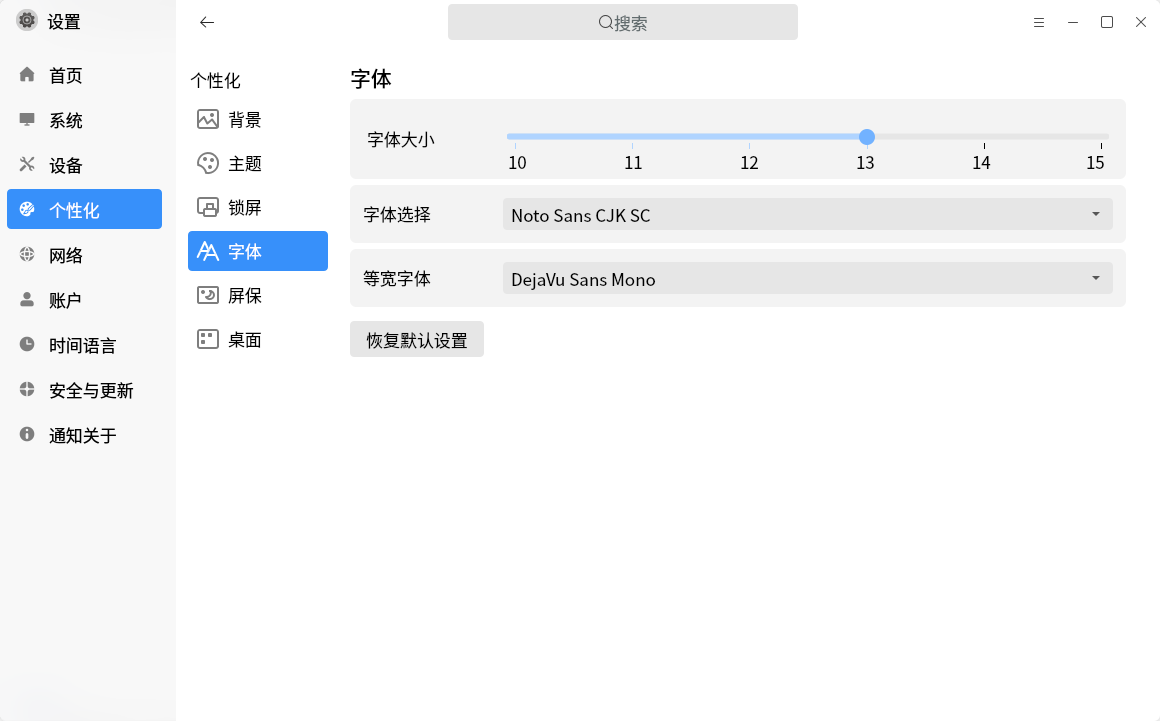 设置
搜索
首页
系统
设备
个性化
网络
账户
时间语言
安全与更新
通知关于
个性化
背景
主题
锁屏
字体
屏保
桌面
字体
字体大小
10 11 12 13 14 15
字体选择 Noto Sans CJK SC
等宽字体 DejaVu Sans Mono
恢复默认设置